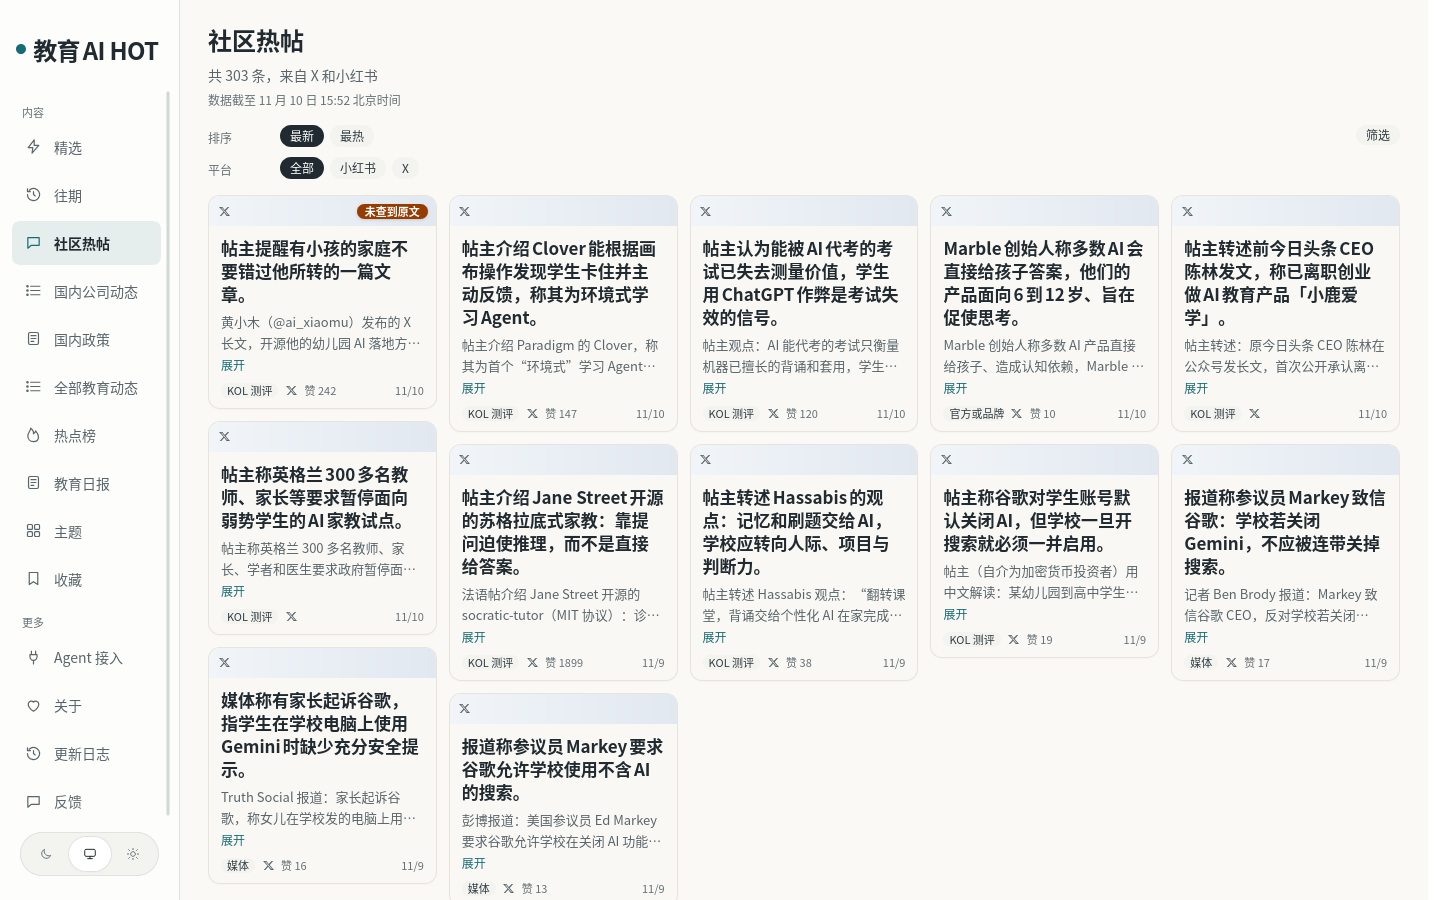 教育 AI HOT
内容
精选
往期
社区热帖
国内公司动态
国内政策
全部教育动态
热点榜
教育日报
主题
收藏
更多
Agent 接入
关于
更新日志
反馈
社区热帖
共 303 条，来自 X 和小红书
数据截至 11 月 10 日 15:52 北京时间
排序
最新
最热
筛选
平台
全部
小红书
X
未查到原文
帖主提醒有小孩的家庭不
要错过他所转的一篇文
章。
黄小木（@ai_xiaomu）发布的 X
长文，开源他的幼儿园 AI 落地方…
展开
KOL 测评 赞 242 11/10
帖主介绍 Clover 能根据画
布操作发现学生卡住并主
动反馈，称其为环境式学
习 Agent。
帖主介绍 Paradigm 的 Clover，称
其为首个“环境式”学习 Agent…
展开
KOL 测评 赞 147 11/10
帖主认为能被 AI 代考的考
试已失去测量价值，学生
用 ChatGPT 作弊是考试失
效的信号。
帖主观点：AI 能代考的考试只衡量
机器已擅长的背诵和套用，学生…
展开
KOL 测评 赞 120 11/10
Marble 创始人称多数 AI 会
直接给孩子答案，他们的
产品面向 6 到 12 岁、旨在
促使思考。
Marble 创始人称多数 AI 产品直接
给孩子、造成认知依赖，Marble …
展开
官方或品牌 赞 10 11/10
帖主转述前今日头条 CEO
陈林发文，称已离职创业
做 AI 教育产品「小鹿爱
学」。
帖主转述：原今日头条 CEO 陈林在
公众号发长文，首次公开承认离…
展开
KOL 测评 11/10
帖主称英格兰 300 多名教
师、家长等要求暂停面向
弱势学生的 AI 家教试点。
帖主称英格兰 300 多名教师、家
长、学者和医生要求政府暂停面…
展开
KOL 测评 11/10
帖主介绍 Jane Street 开源
的苏格拉底式家教：靠提
问迫使推理，而不是直接
给答案。
法语帖介绍 Jane Street 开源的
socratic-tutor（MIT 协议）：诊…
展开
KOL 测评 赞 1899 11/9
帖主转述 Hassabis 的观
点：记忆和刷题交给 AI，
学校应转向人际、项目与
判断力。
帖主转述 Hassabis 观点：“翻转课
堂，背诵交给个性化 AI 在家完成…
展开
KOL 测评 赞 38 11/9
帖主称谷歌对学生账号默
认关闭 AI，但学校一旦开
搜索就必须一并启用。
帖主（自介为加密货币投资者）用
中文解读：某幼儿园到高中学生…
展开
KOL 测评 赞 19 11/9
报道称参议员 Markey 致信
谷歌：学校若关闭
Gemini，不应被连带关掉
搜索。
记者 Ben Brody 报道：Markey 致
信谷歌 CEO，反对学校若关闭…
展开
媒体 赞 17 11/9
媒体称有家长起诉谷歌，
指学生在学校电脑上使用
Gemini 时缺少充分安全提
示。
Truth Social 报道：家长起诉谷
歌，称女儿在学校发的电脑上用…
展开
媒体 赞 16 11/9
报道称参议员 Markey 要求
谷歌允许学校使用不含 AI
的搜索。
彭博报道：美国参议员 Ed Markey
要求谷歌允许学校在关闭 AI 功能…
展开
媒体 赞 13 11/9